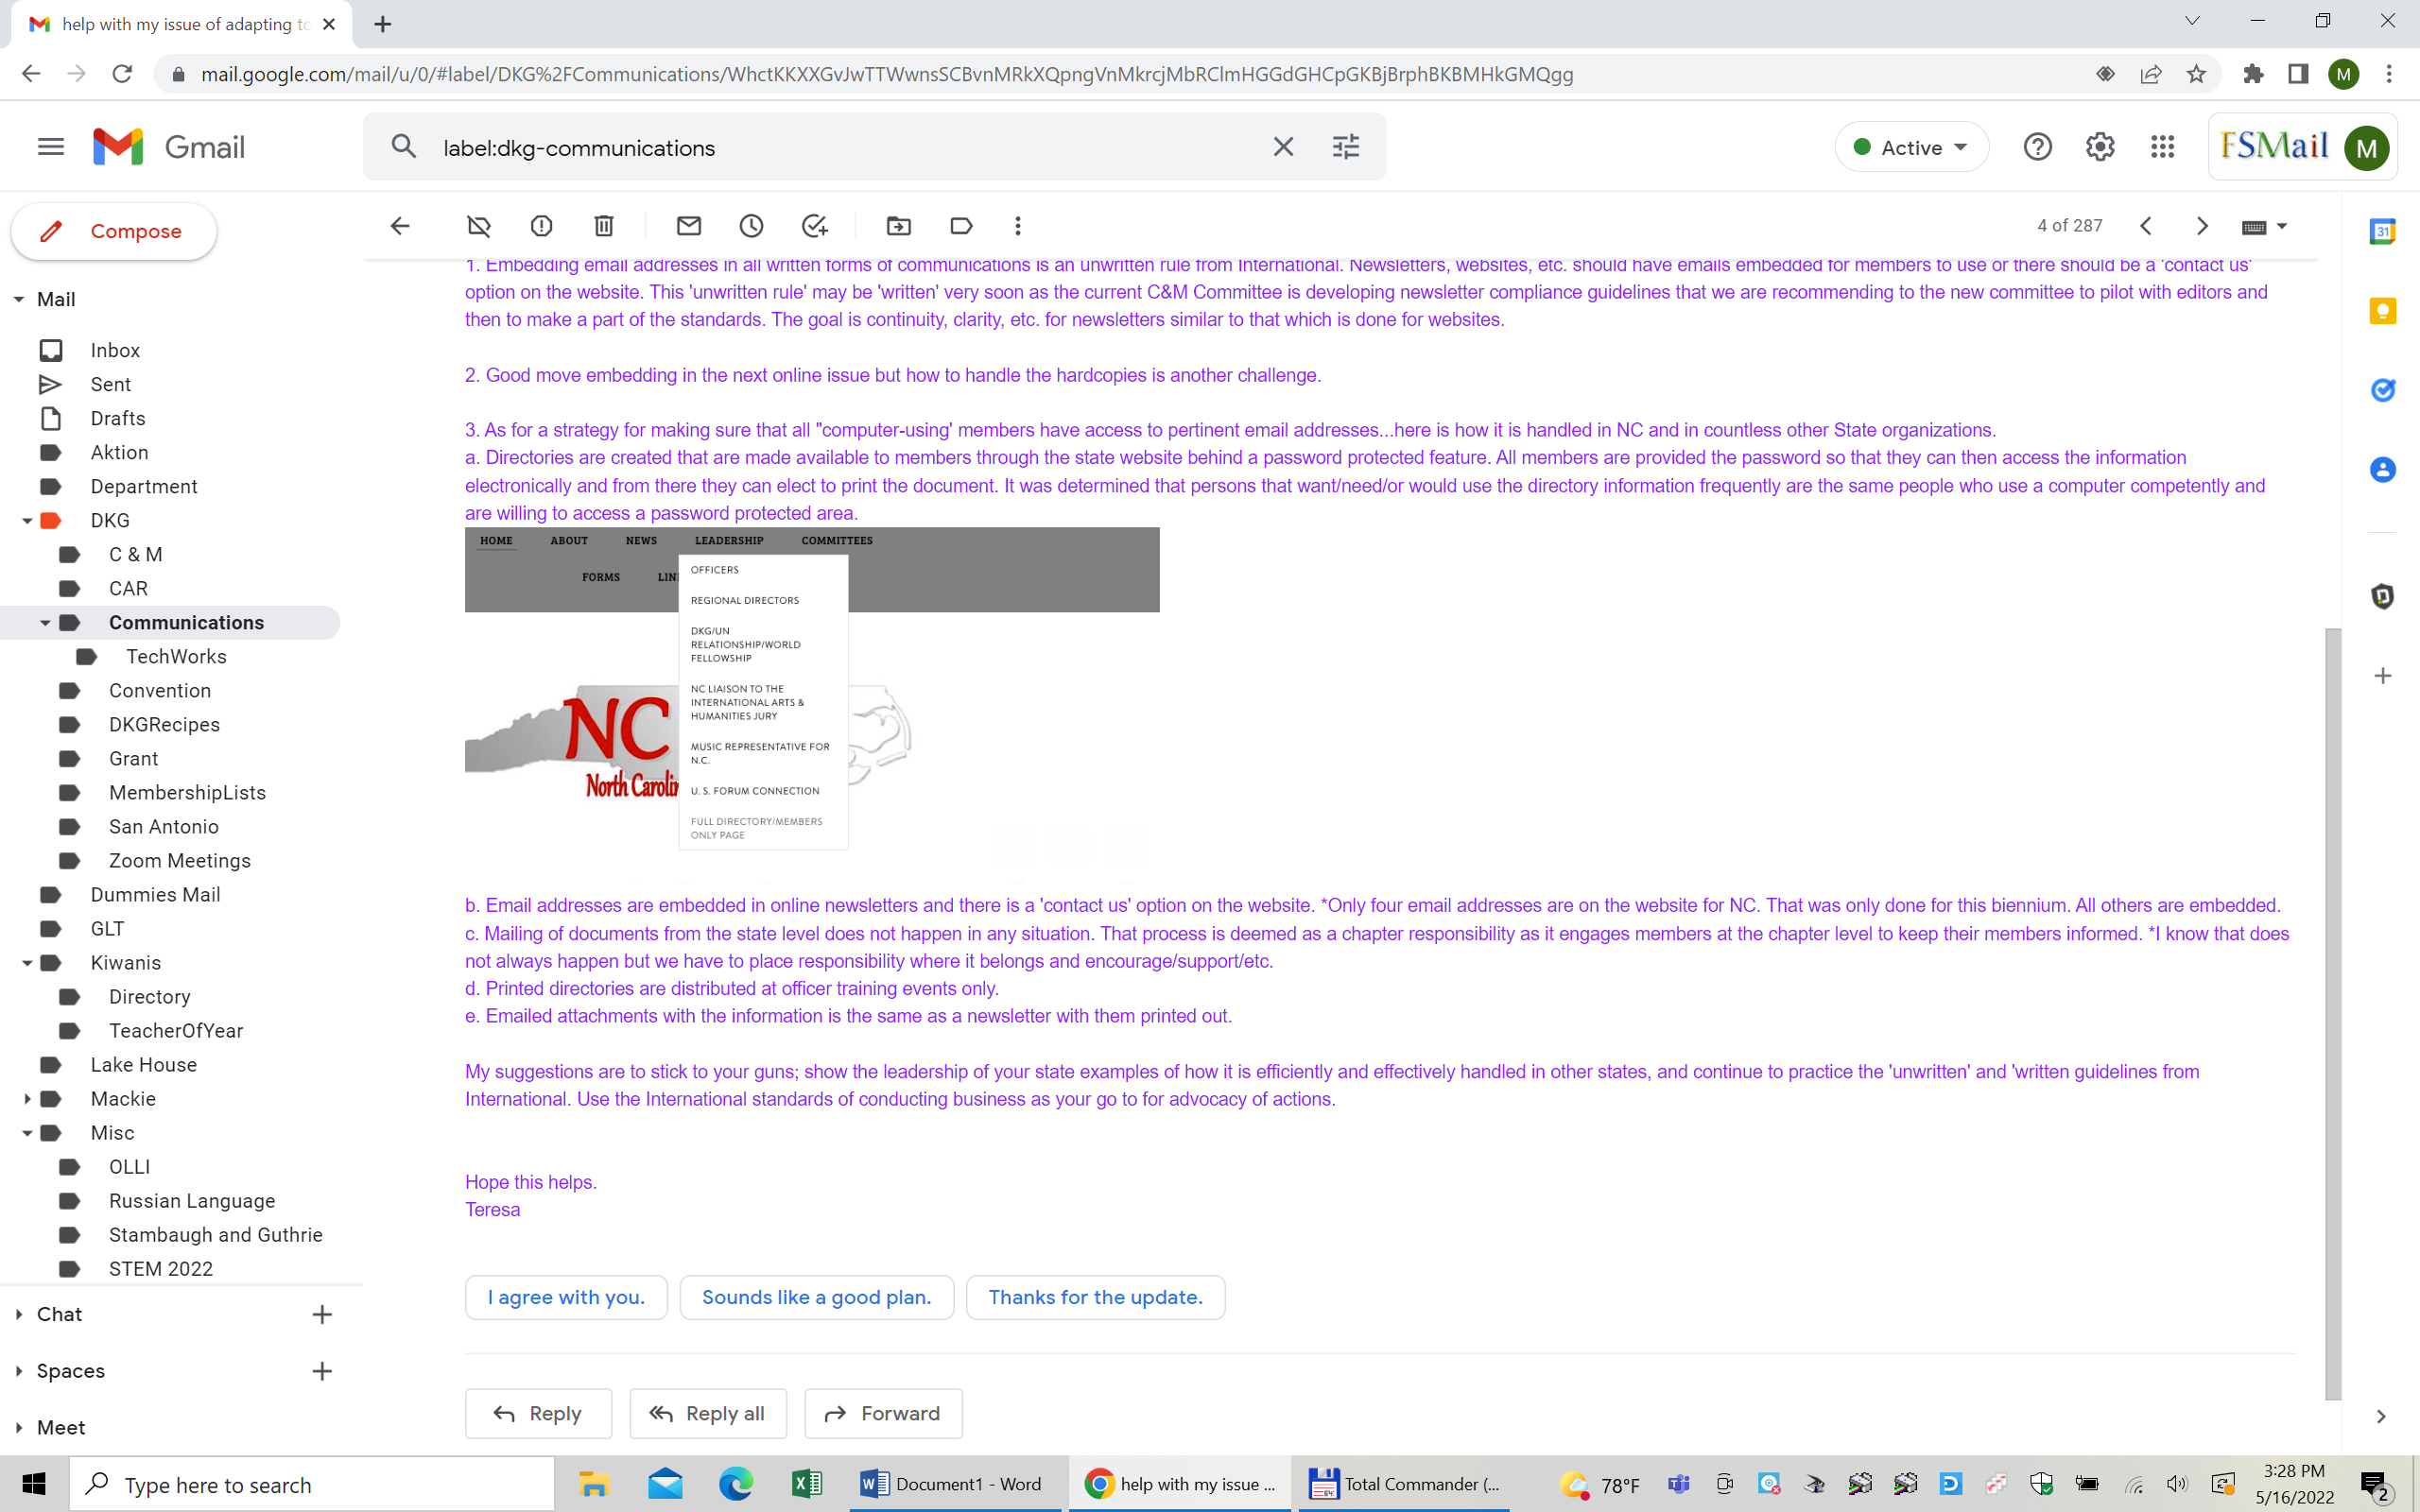 help with my issue of adapting to
mail.google.com/mail/u/0/#label/DKG%2FCommunications/WhctKKXXGvJwTTWwnsSCBvnMRkXQpngVnMkrcjMbRClmHGGdGHCpGKBjBrphBKBMHkGMQgg
M
Gmail
label:dkg-communications
Active
FSMail
M
Compose
4 of 287
31
Mail
Inbox
Sent
Drafts
Aktion
Department
DKG
C & M
CAR
Communications
TechWorks
Convention
DKGRecipes
Grant
MembershipLists
San Antonio
Zoom Meetings
Dummies Mail
GLT
Kiwanis
Directory
TeacherOfYear
Lake House
Mackie
Misc
OLLI
Russian Language
Stambaugh and Guthrie
STEM 2022
Chat
Spaces
Meet
1. Embedding email addresses in all written forms of communications is an unwritten rule from International. Newsletters, websites, etc. should have emails embedded for members to use or there should be a 'contact us'
option on the website. This 'unwritten rule' may be 'written' very soon as the current C&M Committee is developing newsletter compliance guidelines that we are recommending to the new committee to pilot with editors and
then to make a part of the standards. The goal is continuity, clarity, etc. for newsletters similar to that which is done for websites.
2. Good move embedding in the next online issue but how to handle the hardcopies is another challenge.
3. As for a strategy for making sure that all "computer-using' members have access to pertinent email addresses...here is how it is handled in NC and in countless other State organizations.
a. Directories are created that are made available to members through the state website behind a password protected feature. All members are provided the password so that they can then access the information
electronically and from there they can elect to print the document. It was determined that persons that want/need/or would use the directory information frequently are the same people who use a computer competently and
are willing to access a password protected area.
HOME ABOUT NEWS LEADERSHIP COMMITTEES
FORMS LIN
OFFICERS
REGIONAL DIRECTORS
DKG/UN
RELATIONSHIP/WORLD
FELLOWSHIP
NC LIAISON TO THE
INTERNATIONAL ARTS &
HUMANITIES JURY
MUSIC REPRESENTATIVE FOR
N.C.
U. S. FORUM CONNECTION
FULL DIRECTORY/MEMBERS
ONLY PAGE
NC
North Carolin
b. Email addresses are embedded in online newsletters and there is a 'contact us' option on the website. *Only four email addresses are on the website for NC. That was only done for this biennium. All others are embedded.
c. Mailing of documents from the state level does not happen in any situation. That process is deemed as a chapter responsibility as it engages members at the chapter level to keep their members informed. *I know that does
not always happen but we have to place responsibility where it belongs and encourage/support/etc.
d. Printed directories are distributed at officer training events only.
e. Emailed attachments with the information is the same as a newsletter with them printed out.
My suggestions are to stick to your guns; show the leadership of your state examples of how it is efficiently and effectively handled in other states, and continue to practice the 'unwritten' and 'written guidelines from
International. Use the International standards of conducting business as your go to for advocacy of actions.
Hope this helps.
Teresa
I agree with you. Sounds like a good plan. Thanks for the update.
Reply Reply all Forward
Type here to search
Document1 - Word
help with my issue ...
Total Commander (...
78°F
3:28 PM
5/16/2022
2